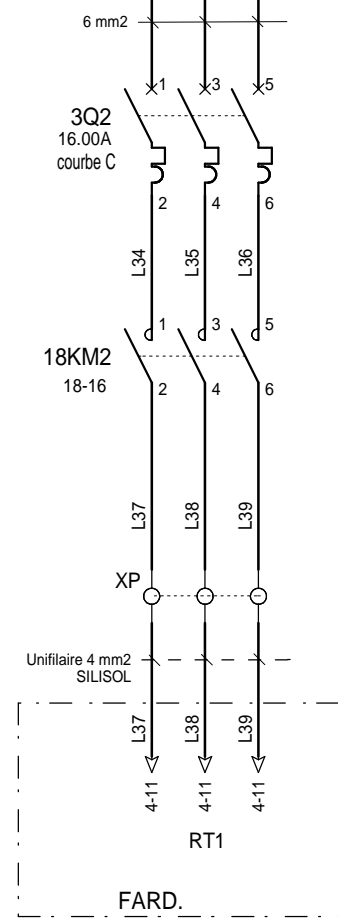 6 mm2
1 3 5
3Q2
16.00A
courbe C
2 4 6
L34 L35 L36
1 3 5
18KM2
18-16
2 4 6
L37 L38 L39
XP
Unifilaire 4 mm2
SILISOL
L37 L38 L39
4-11 4-11 4-11
RT1
FARD.